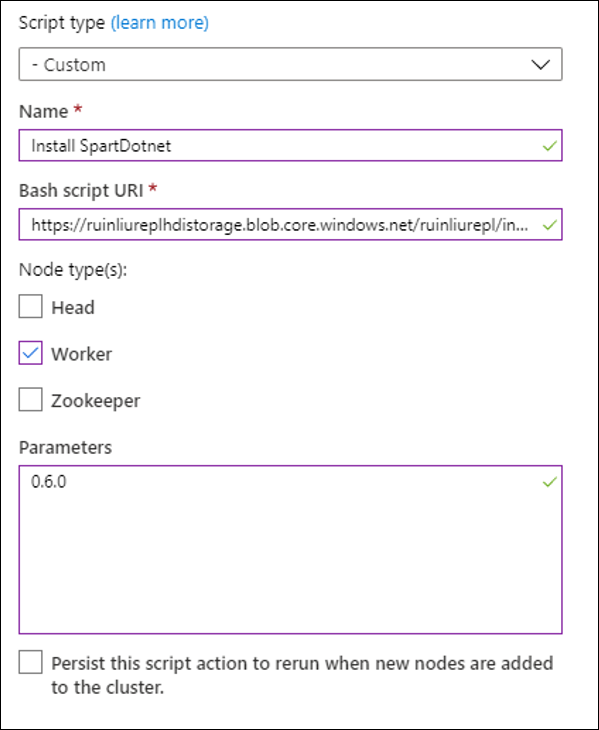 Script type (learn more)
- Custom
Name *
Install SpartDotnet
Bash script URI *
https://ruinliureplhdistorage.blob.core.windows.net/ruinliurepl/in...
Node type(s):
Head
Worker
Zookeeper
Parameters
0.6.0
Persist this script action to rerun when new nodes are added
to the cluster.